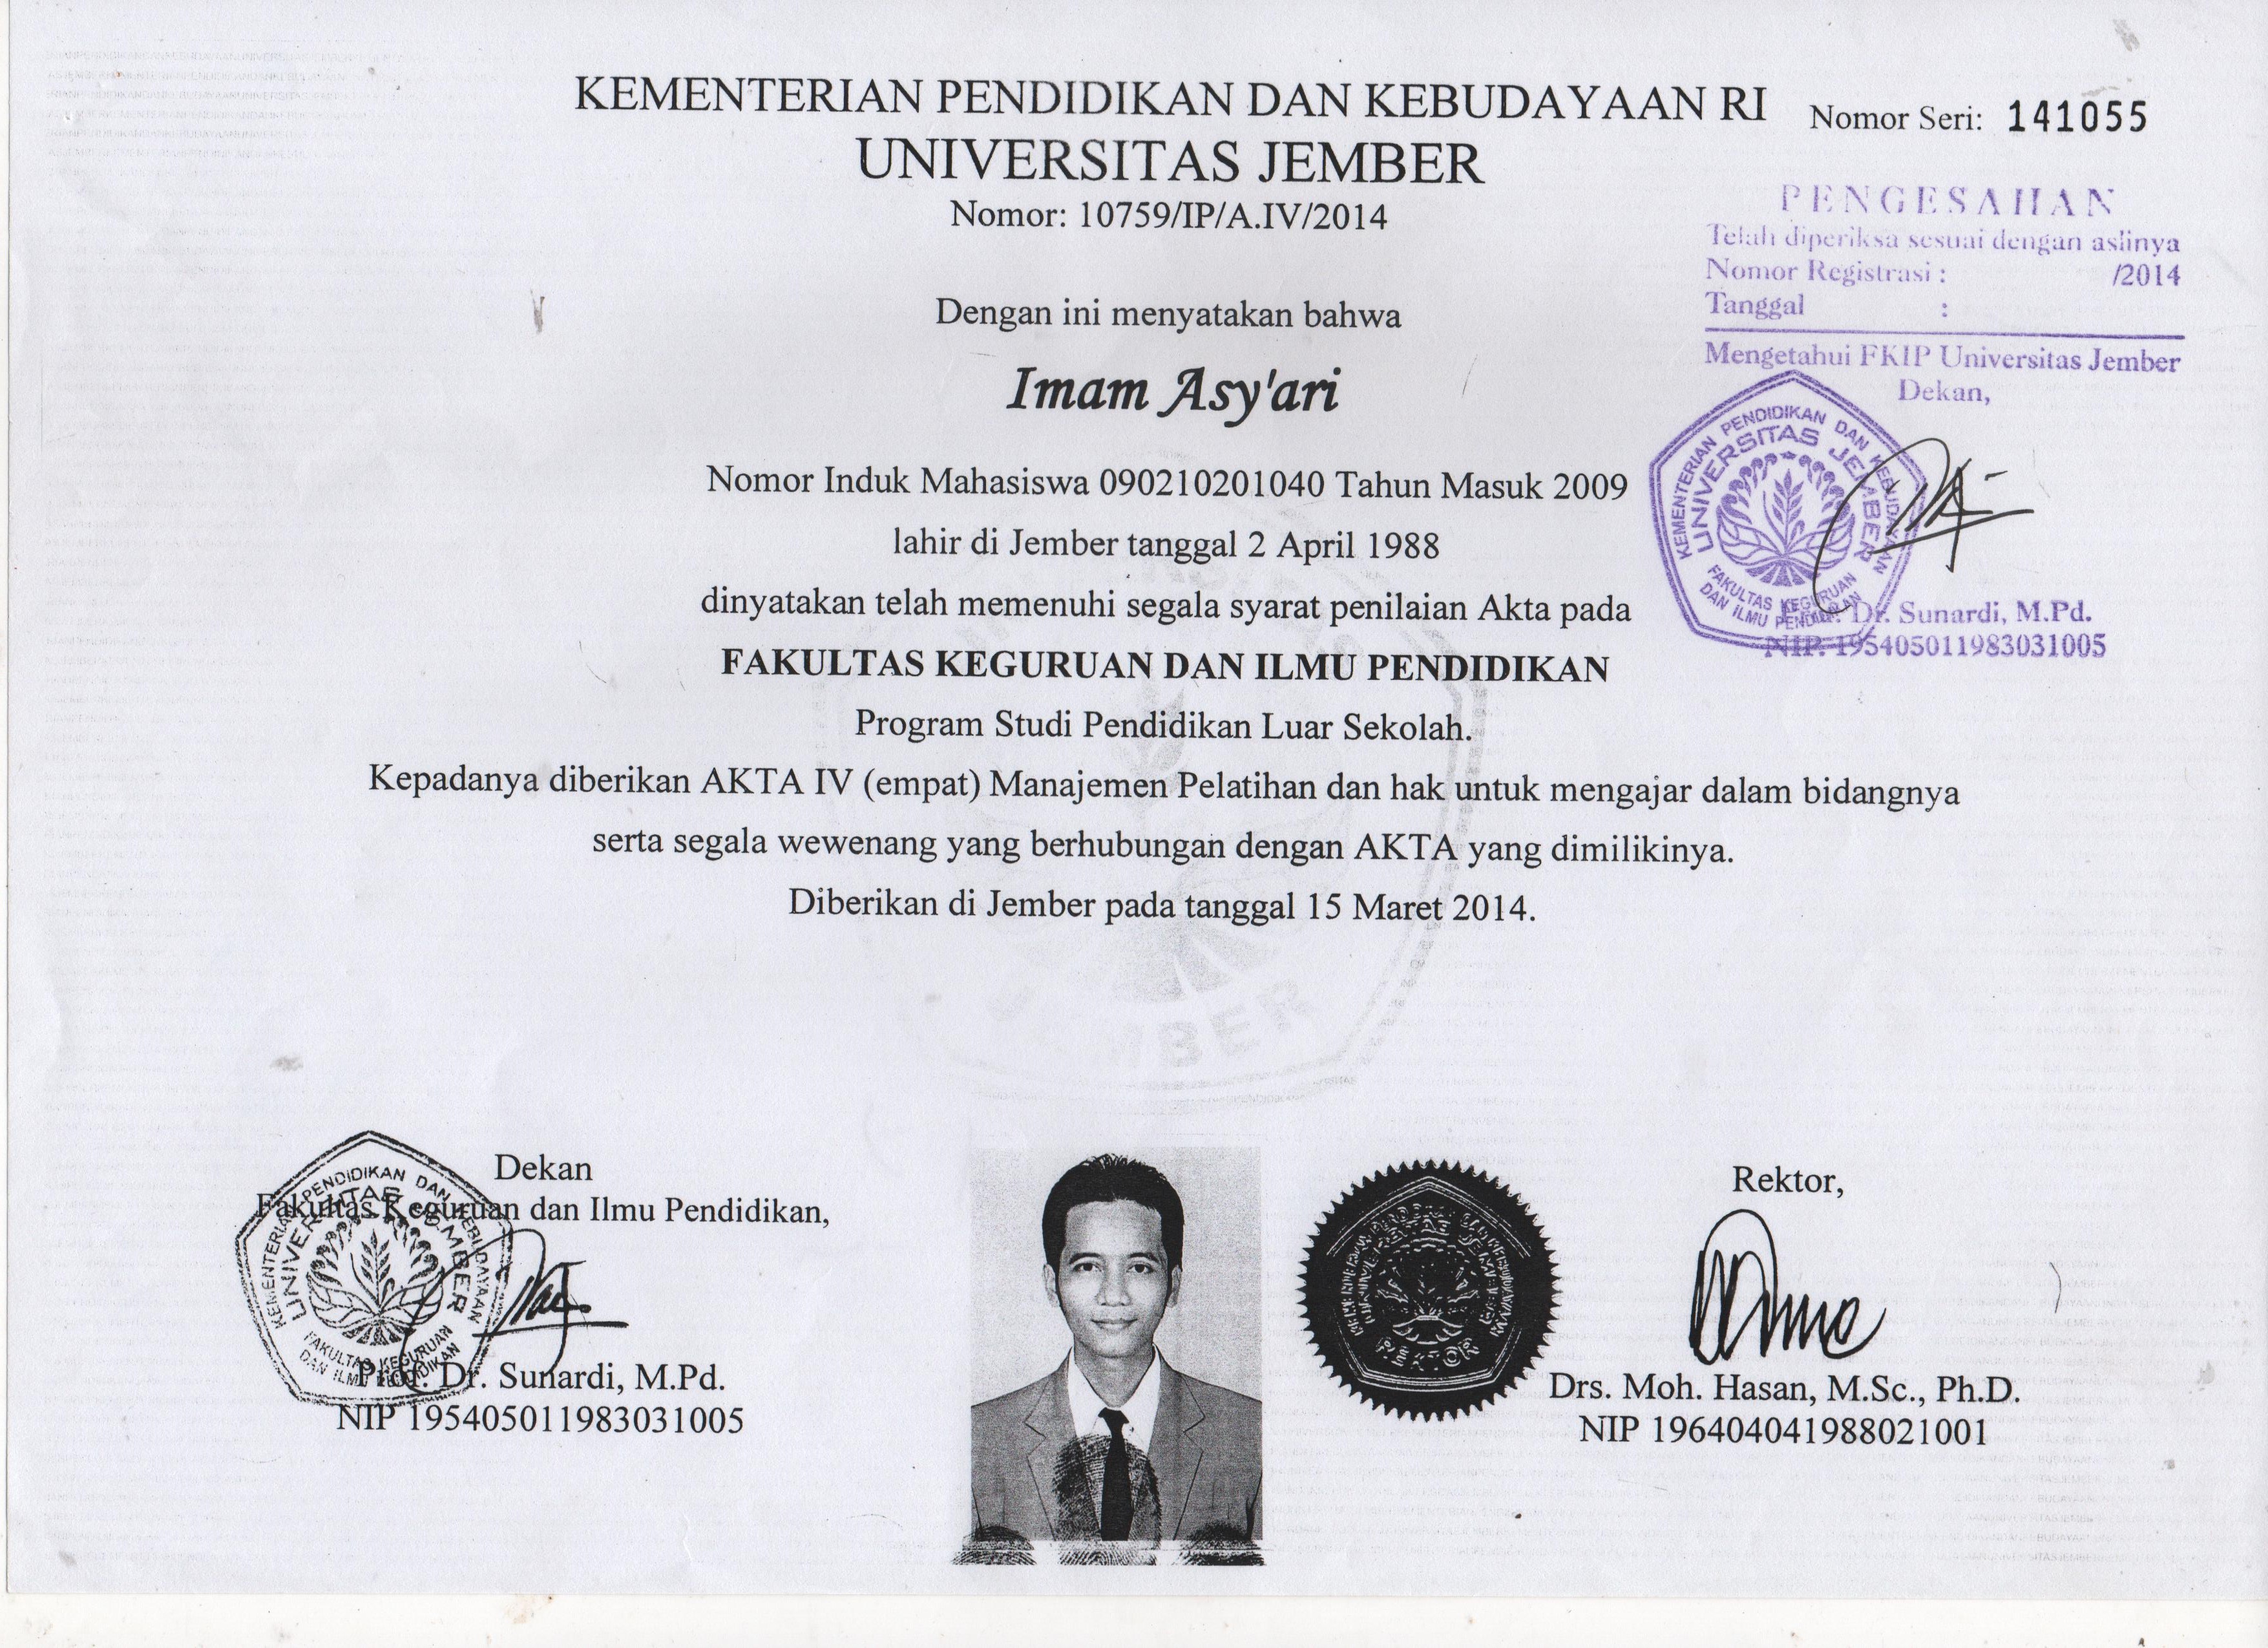 KEMENTERIAN PENDIDIKAN DAN KEBUDAYAAN RI
Nomor Seri: 141055
UNIVERSITAS JEMBER
Nomor: 10759/IP/A.IV/2014
PENGESAHAN
Telah diperiksa sesuai dengan aslinya
Nomor Registrasi : /2014
Tanggal :
Mengetahui FKIP Universitas Jember
Dekan,
KEMENTERIAN PENDIDIKAN DAN KEBUDAYAAN
UNIVERSITAS JEMBER
FAKULTAS KEGURUAN
DAN ILMU PENDIDIKAN
Dr. Sunardi, M.Pd.
NIP. 195405011983031005
Dengan ini menyatakan bahwa
Imam Asy'ari
Nomor Induk Mahasiswa 090210201040 Tahun Masuk 2009
lahir di Jember tanggal 2 April 1988
dinyatakan telah memenuhi segala syarat penilaian Akta pada
FAKULTAS KEGURUAN DAN ILMU PENDIDIKAN
Program Studi Pendidikan Luar Sekolah.
Kepadanya diberikan AKTA IV (empat) Manajemen Pelatihan dan hak untuk mengajar dalam bidangnya
serta segala wewenang yang berhubungan dengan AKTA yang dimilikinya.
Diberikan di Jember pada tanggal 15 Maret 2014.
Dekan
Fakultas Keguruan dan Ilmu Pendidikan,
KEMENTERIAN PENDIDIKAN DAN KEBUDAYAAN
UNIVERSITAS JEMBER
FAKULTAS KEGURUAN
DAN ILMU PENDIDIKAN
Prof. Dr. Sunardi, M.Pd.
NIP 195405011983031005
REKTOR
Rektor,
Drs. Moh. Hasan, M.Sc., Ph.D.
NIP 196404041988021001